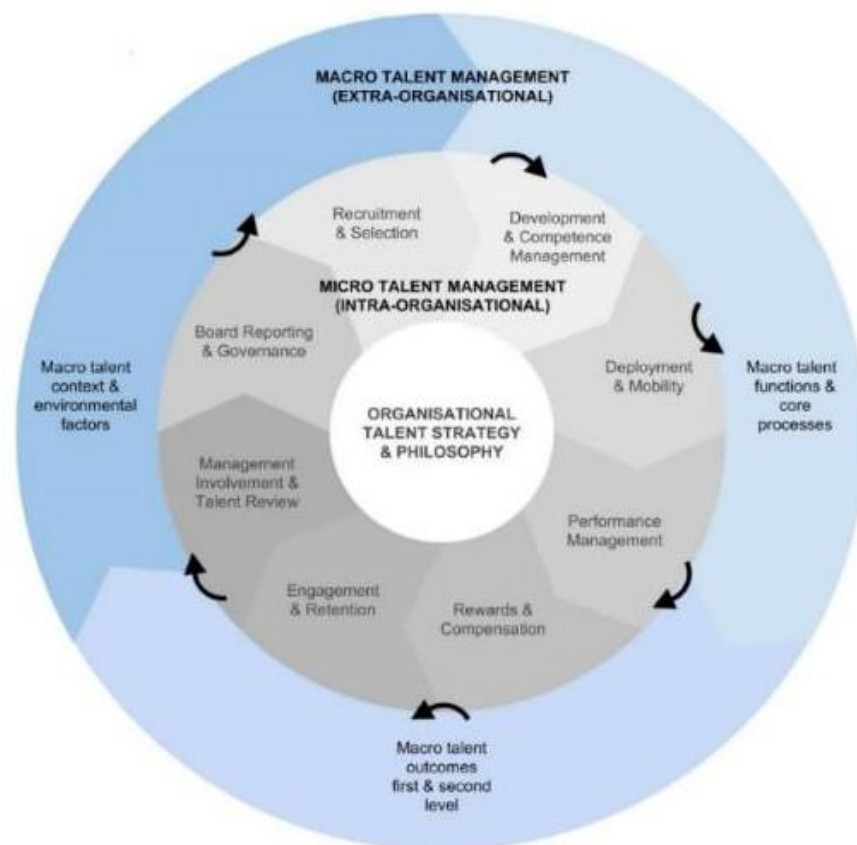 MACRO TALENT MANAGEMENT
(EXTRA-ORGANISATIONAL)
Recruitment
& Selection
Development
& Competence
Management
MICRO TALENT MANAGEMENT
(INTRA-ORGANISATIONAL)
Board Reporting
& Governance
Deployment
& Mobility
Macro talent
context &
environmental
factors
Macro talent
functions &
core
processes
ORGANISATIONAL
TALENT STRATEGY
& PHILOSOPHY
Management
Involvement &
Talent Review
Performance
Management
Engagement
& Retention
Rewards &
Compensation
Macro talent
outcomes
first & second
level